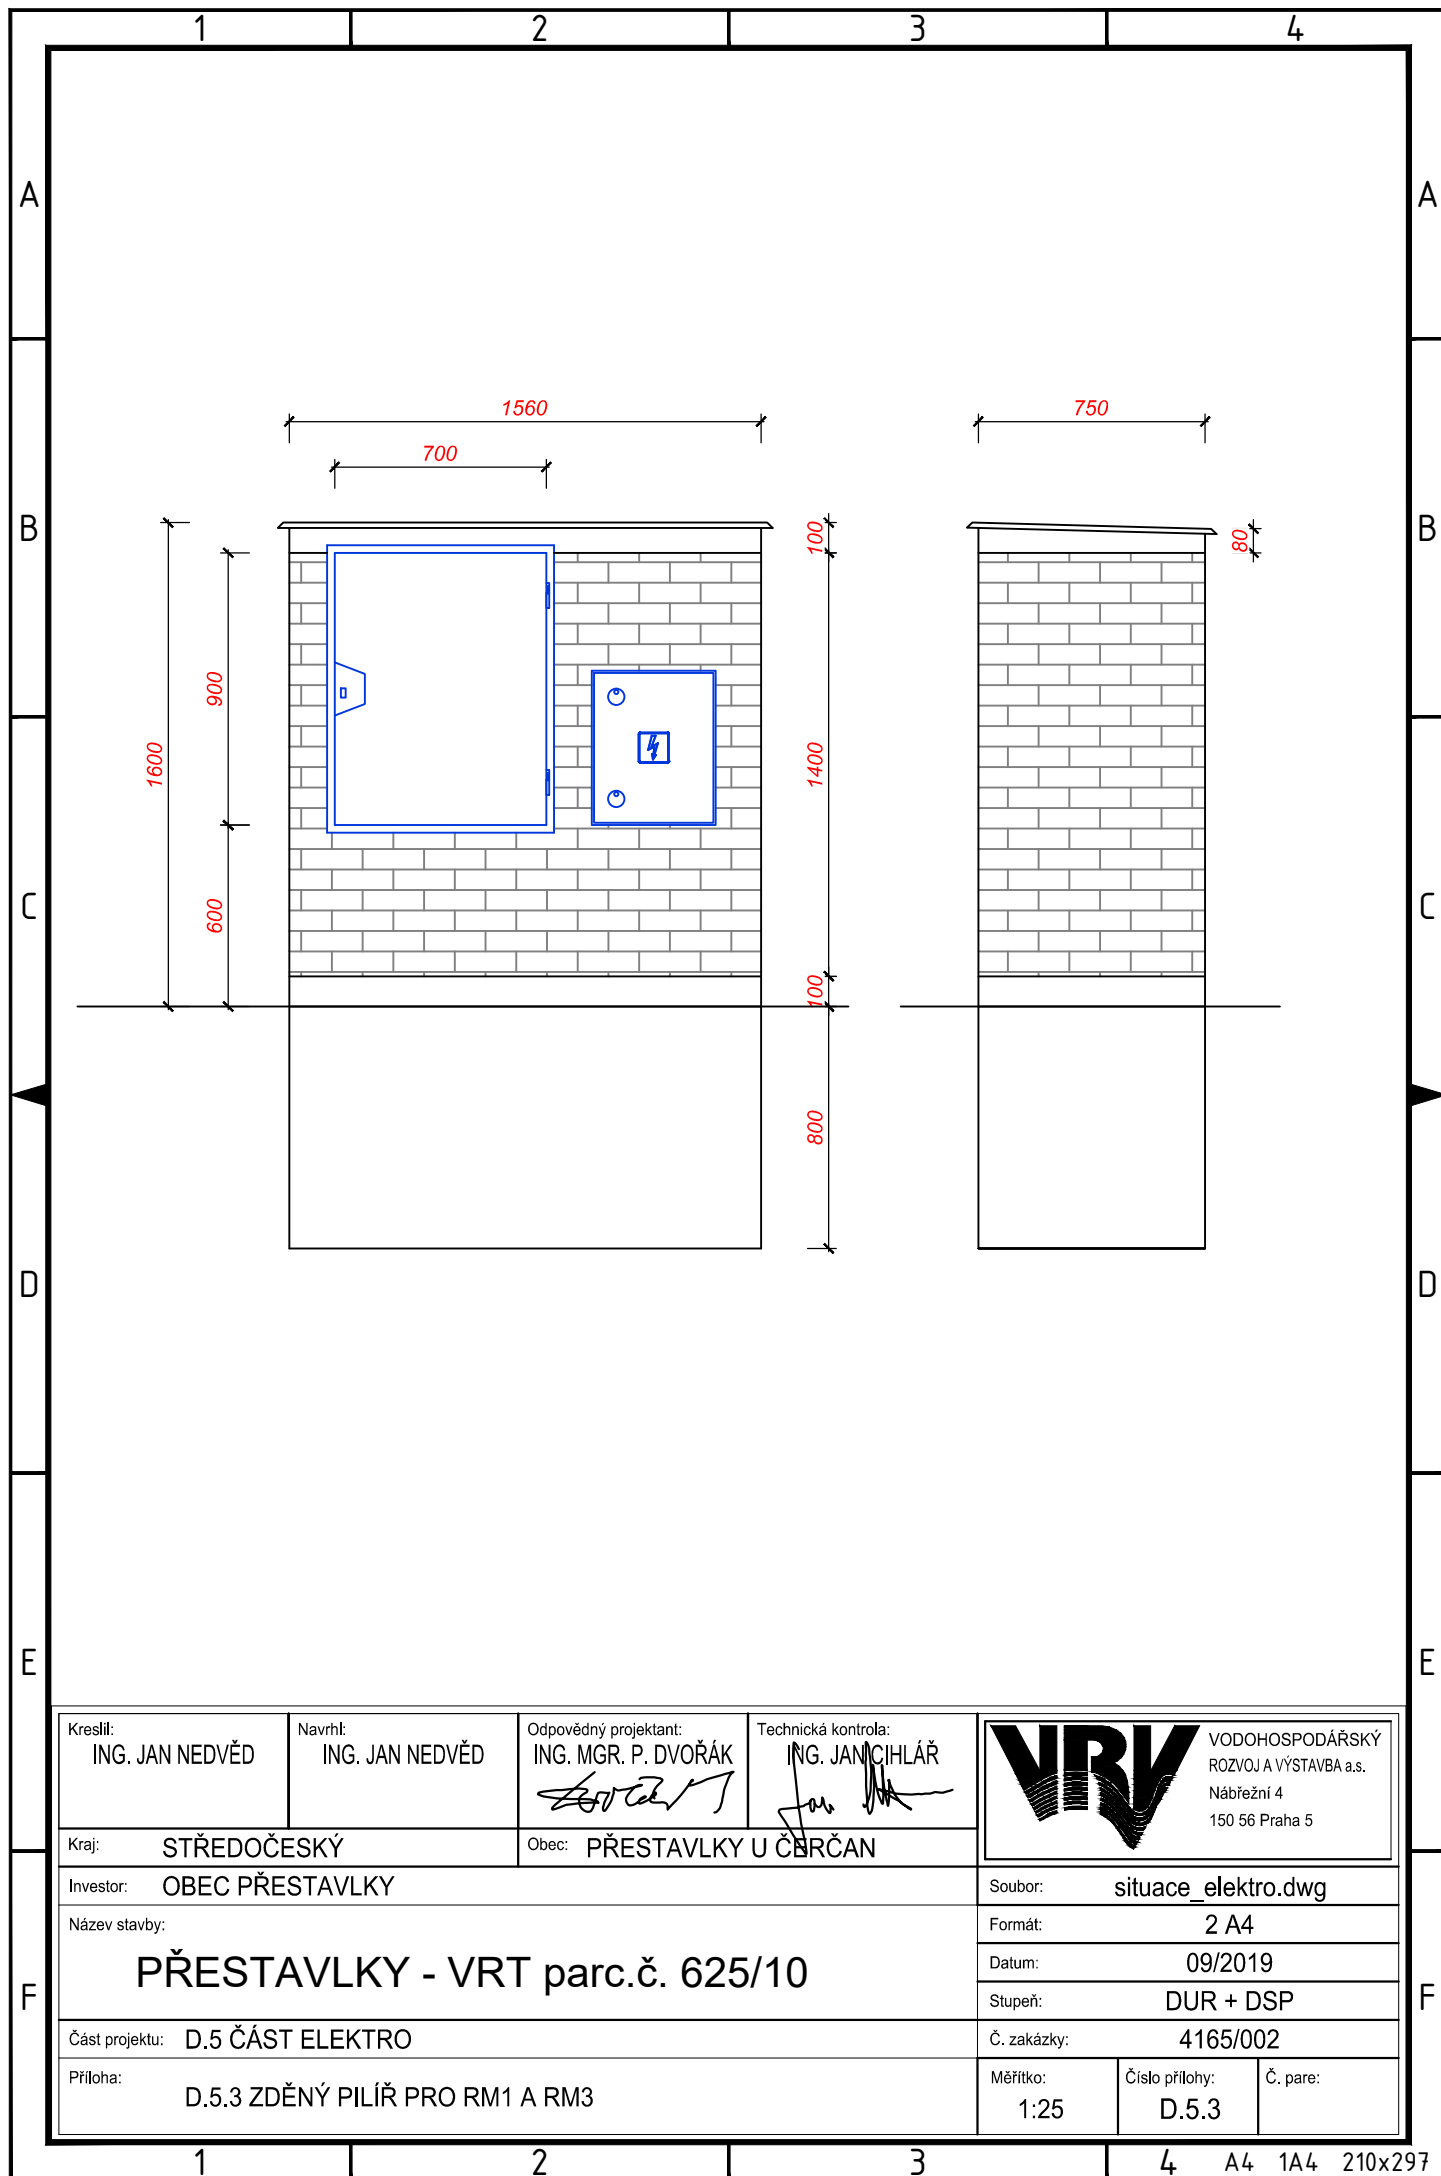 1 2 3 4
A A
B B
C C
D D
E E
F F
1560
700
750
100
80
900
1600
1400
600
100
800
Kreslil:
ING. JAN NEDVĚD
Navrhl:
ING. JAN NEDVĚD
Odpovědný projektant:
ING. MGR. P. DVOŘÁK
Technická kontrola:
ING. JAN CIHLÁŘ
VRV
VODOHOSPODÁŘSKÝ
ROZVOJ A VÝSTAVBA a.s.
Nábřežní 4
150 56 Praha 5
Kraj: STŘEDOČESKÝ
Obec: PŘESTAVLKY U ČERČAN
Investor: OBEC PŘESTAVLKY
Soubor: situace_elektro.dwg
Název stavby:
PŘESTAVLKY - VRT parc.č. 625/10
Formát: 2 A4
Datum: 09/2019
Stupeň: DUR + DSP
Část projektu: D.5 ČÁST ELEKTRO
Č. zakázky: 4165/002
Příloha:
D.5.3 ZDĚNÝ PILÍŘ PRO RM1 A RM3
Měřítko:
1:25
Číslo přílohy:
D.5.3
Č. pare:
1 2 3 4 A4 1A4 210x297